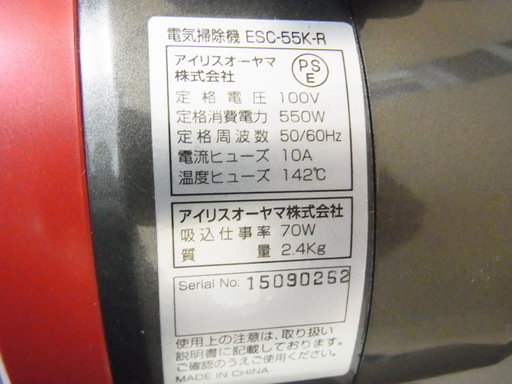 電気掃除機 ESC-55K-R
アイリスオーヤマ
株式会社
PS
E
定格電圧 100V
定格消費電力 550W
定格周波数 50/60Hz
電流ヒューズ 10A
温度ヒューズ 142℃
アイリスオーヤマ株式会社
吸込仕事率 70W
質量 2.4Kg
Serial No: 15090252
使用上の注意は、取り扱い
説明書に記載しております。
ご確認のうえご使用ください。
MADE IN CHINA